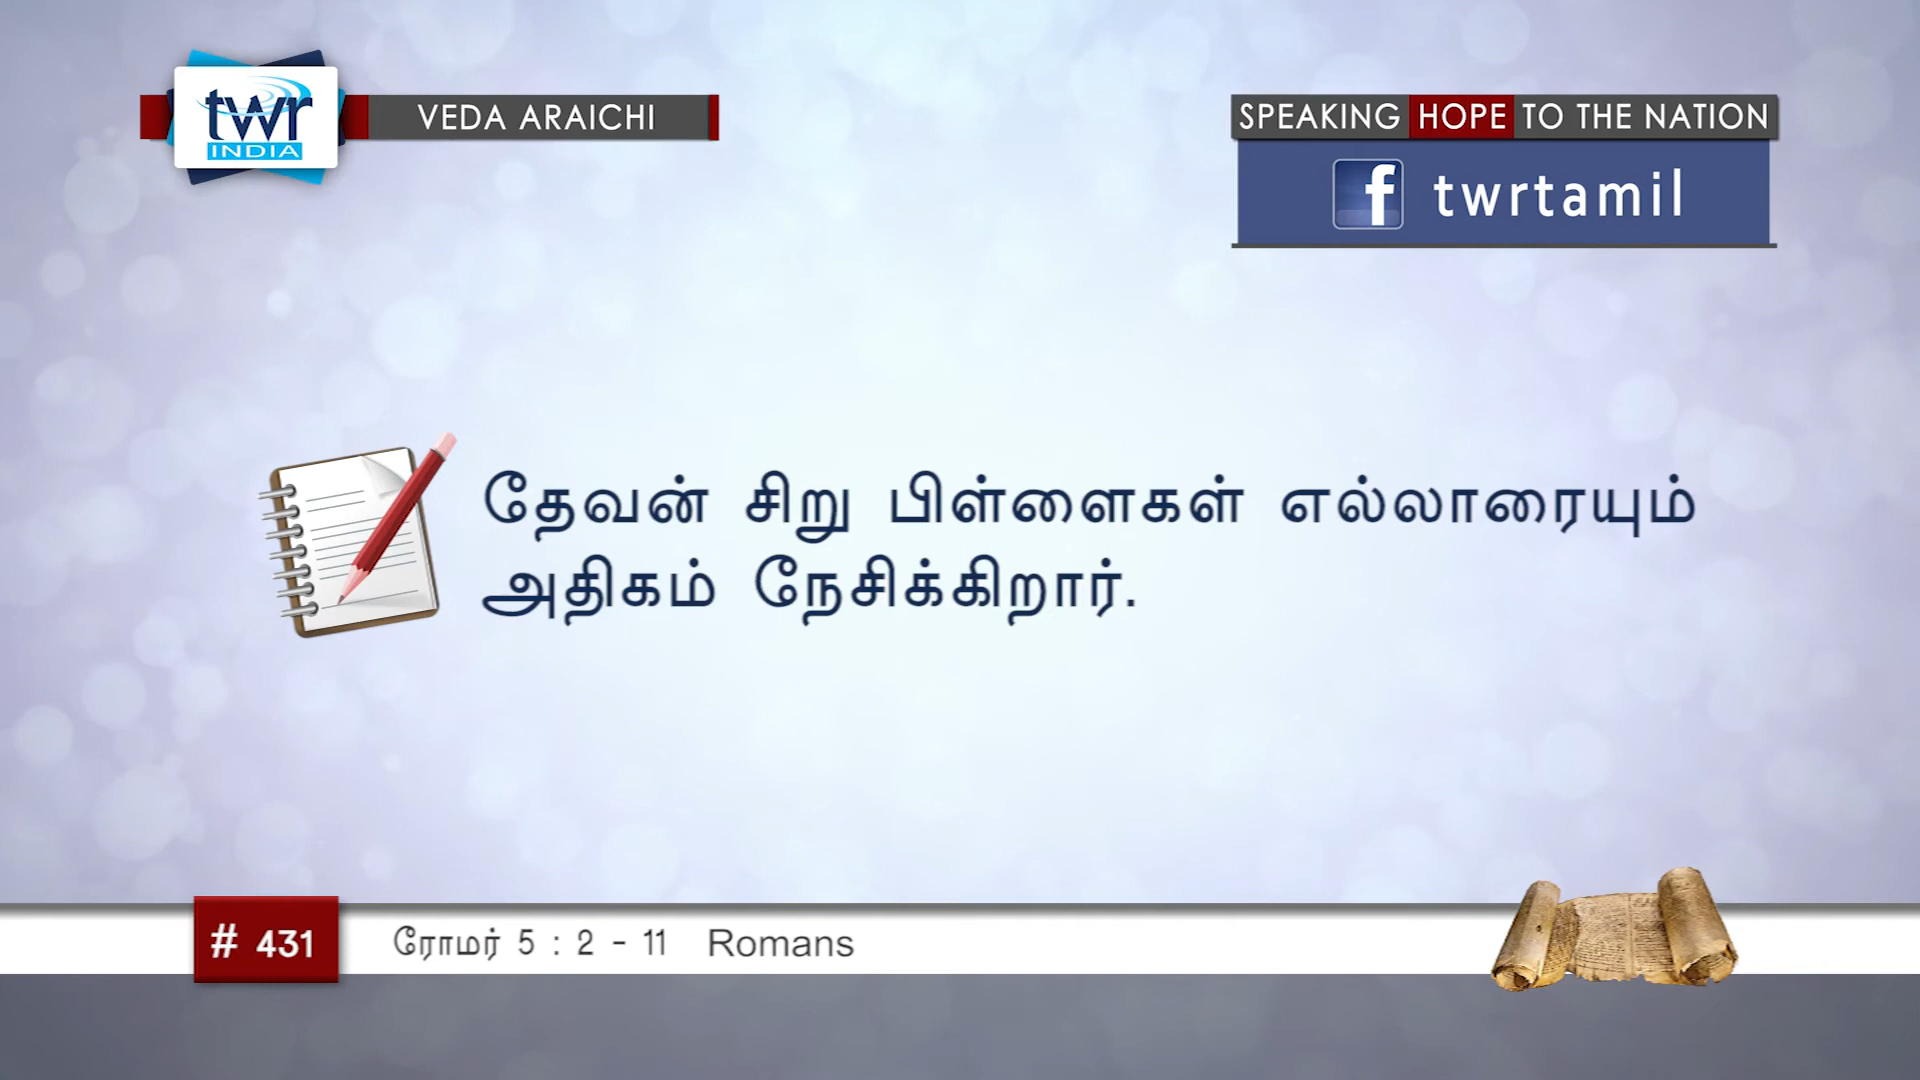 twr
INDIA
VEDA ARAICHI
SPEAKING HOPE TO THE NATION
f twrtamil
தேவன் சிறு பிள்ளைகள் எல்லாரையும்
அதிகம் நேசிக்கிறார்.
# 431 ரோமர் 5 : 2 - 11 Romans